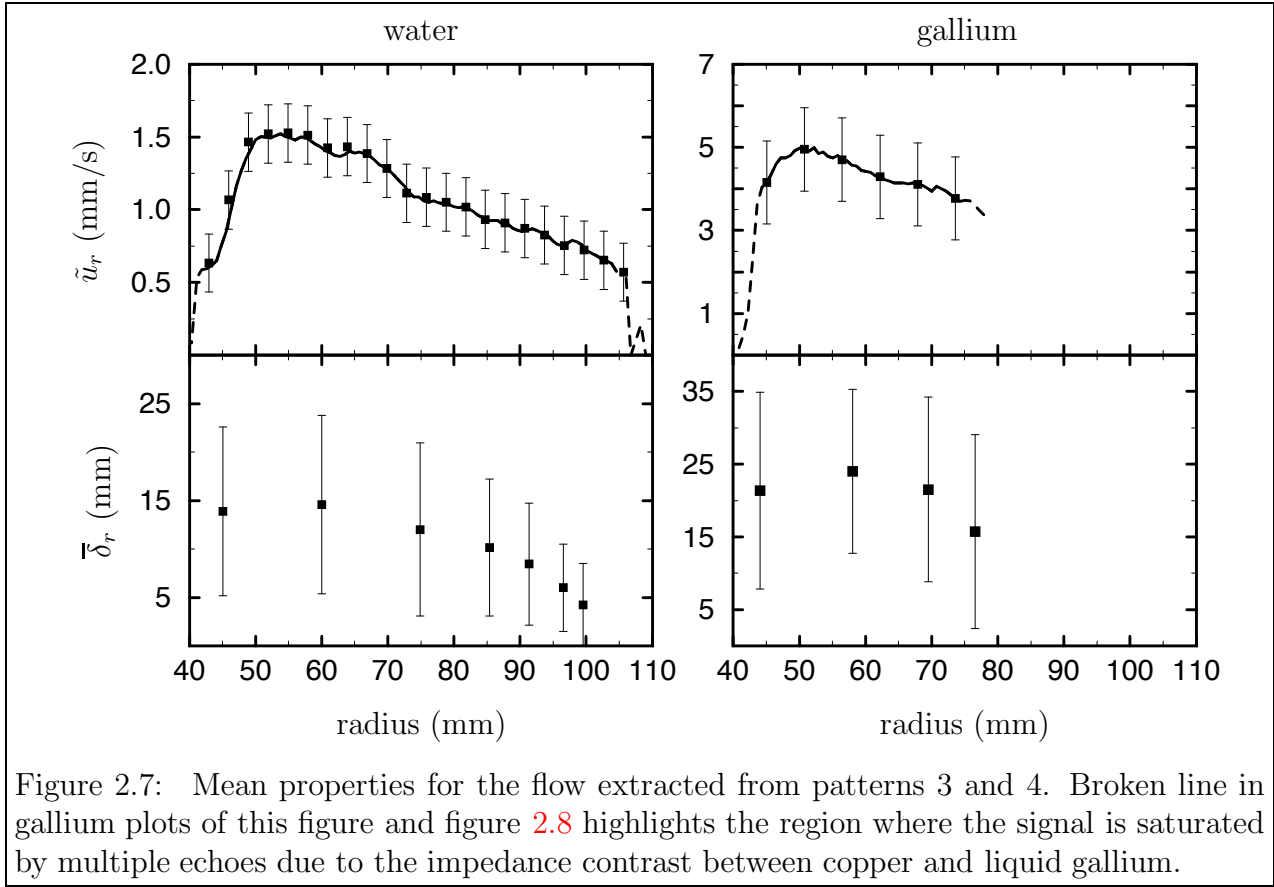 water gallium
2.0
1.5
1.0
0.5
ũr (mm/s)
7
5
3
1
25
15
5
δ̅r (mm)
35
25
15
5
40 50 60 70 80 90 100 110
40 50 60 70 80 90 100 110
radius (mm) radius (mm)
Figure 2.7: Mean properties for the flow extracted from patterns 3 and 4. Broken line in
gallium plots of this figure and figure 2.8 highlights the region where the signal is saturated
by multiple echoes due to the impedance contrast between copper and liquid gallium.